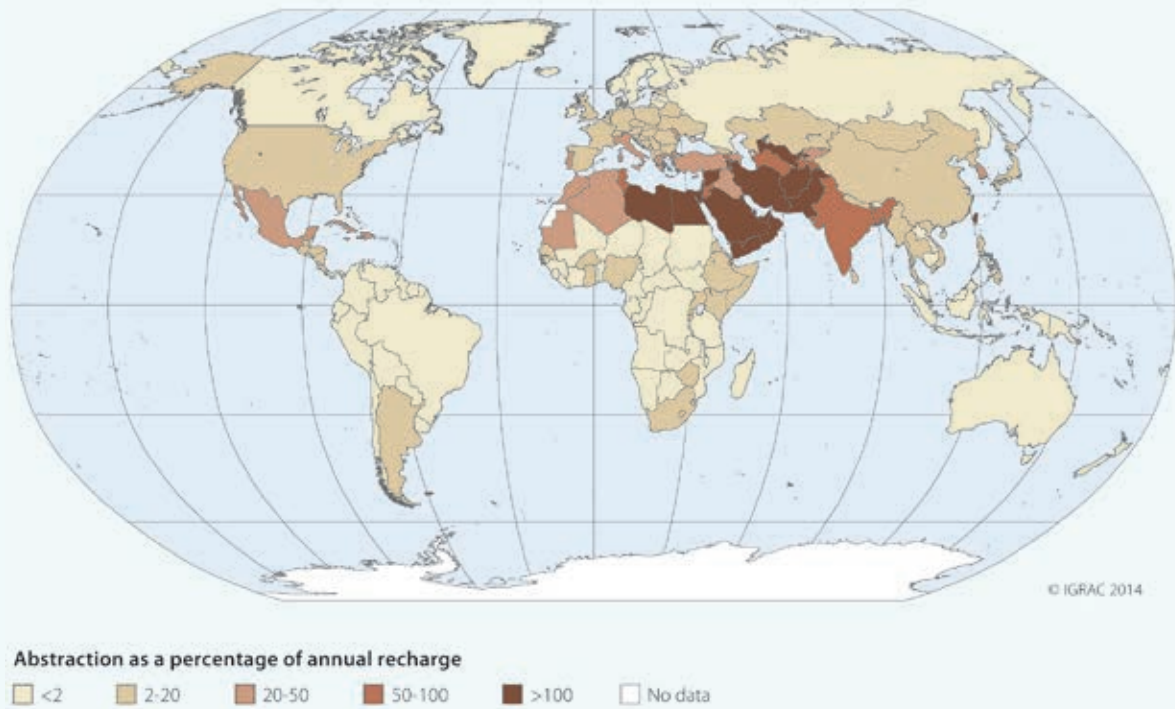 © IGRAC 2014
Abstraction as a percentage of annual recharge
<2 2-20 20-50 50-100 >100 No data